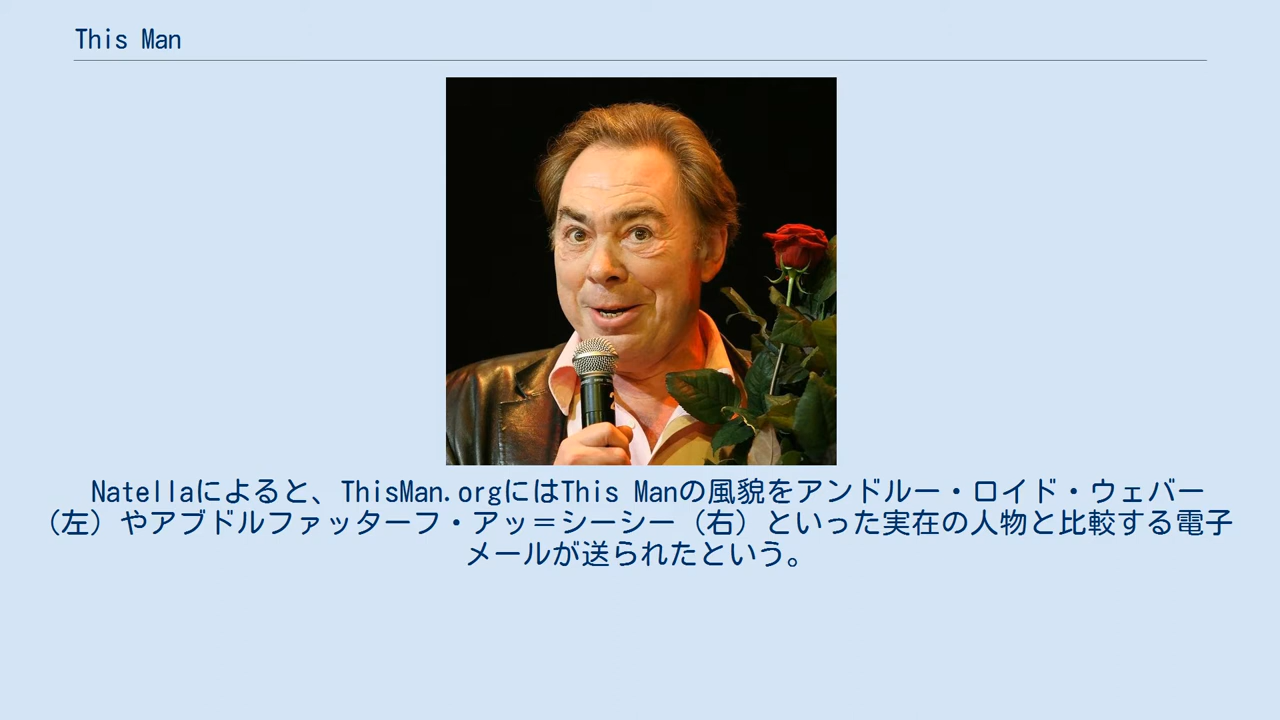 This Man
Natellaによると、ThisMan.orgにはThis Manの風貌をアンドルー・ロイド・ウェバー
（左）やアブドルファッターフ・アッ＝シーシー（右）といった実在の人物と比較する電子
メールが送られたという。